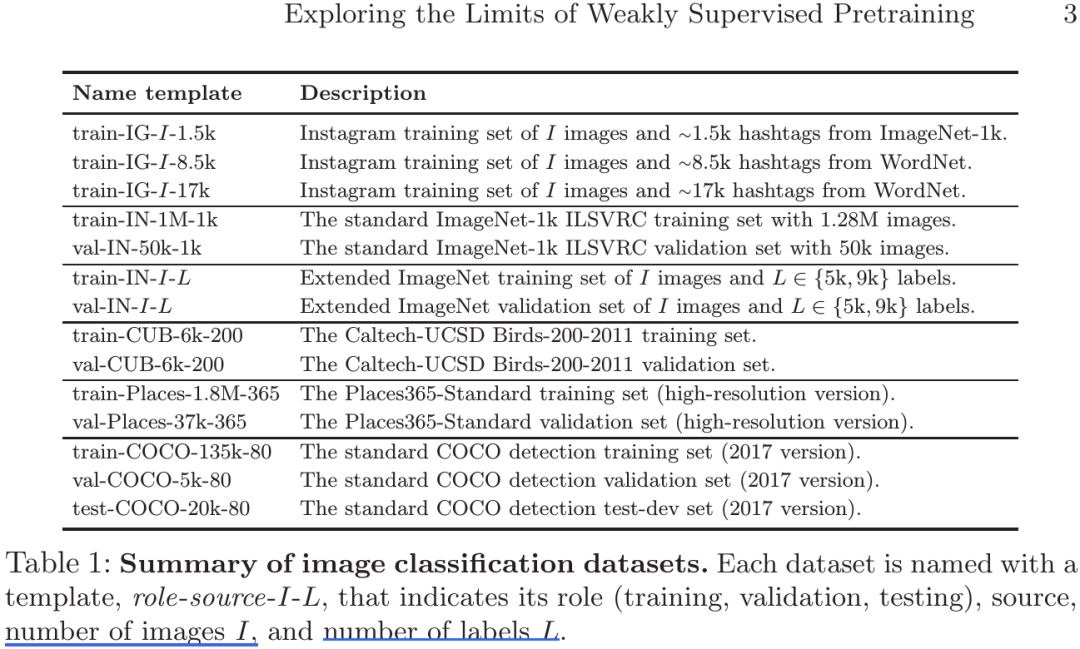 Exploring the Limits of Weakly Supervised Pretraining 3
Name template Description
train-IG-I-1.5k Instagram training set of I images and ~1.5k hashtags from ImageNet-1k.
train-IG-I-8.5k Instagram training set of I images and ~8.5k hashtags from WordNet.
train-IG-I-17k Instagram training set of I images and ~17k hashtags from WordNet.
train-IN-1M-1k The standard ImageNet-1k ILSVRC training set with 1.28M images.
val-IN-50k-1k The standard ImageNet-1k ILSVRC validation set with 50k images.
train-IN-I-L Extended ImageNet training set of I images and L ∈ {5k, 9k} labels.
val-IN-I-L Extended ImageNet validation set of I images and L ∈ {5k, 9k} labels.
train-CUB-6k-200 The Caltech-UCSD Birds-200-2011 training set.
val-CUB-6k-200 The Caltech-UCSD Birds-200-2011 validation set.
train-Places-1.8M-365 The Places365-Standard training set (high-resolution version).
val-Places-37k-365 The Places365-Standard validation set (high-resolution version).
train-COCO-135k-80 The standard COCO detection training set (2017 version).
val-COCO-5k-80 The standard COCO detection validation set (2017 version).
test-COCO-20k-80 The standard COCO detection test-dev set (2017 version).
Table 1: Summary of image classification datasets. Each dataset is named with a
template, role-source-I-L, that indicates its role (training, validation, testing), source,
number of images I, and number of labels L.